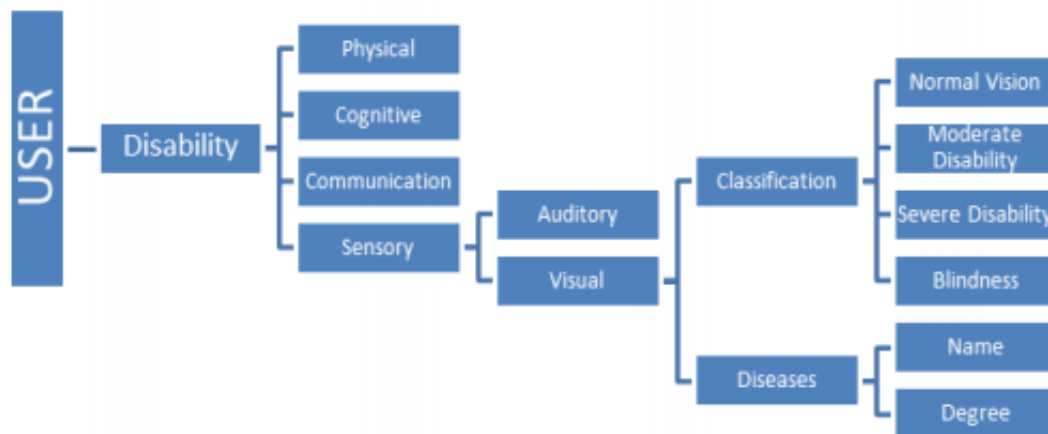 USER
Disability
Physical
Cognitive
Communication
Sensory
Auditory
Visual
Classification
Diseases
Normal Vision
Moderate
Disability
Severe Disability
Blindness
Name
Degree